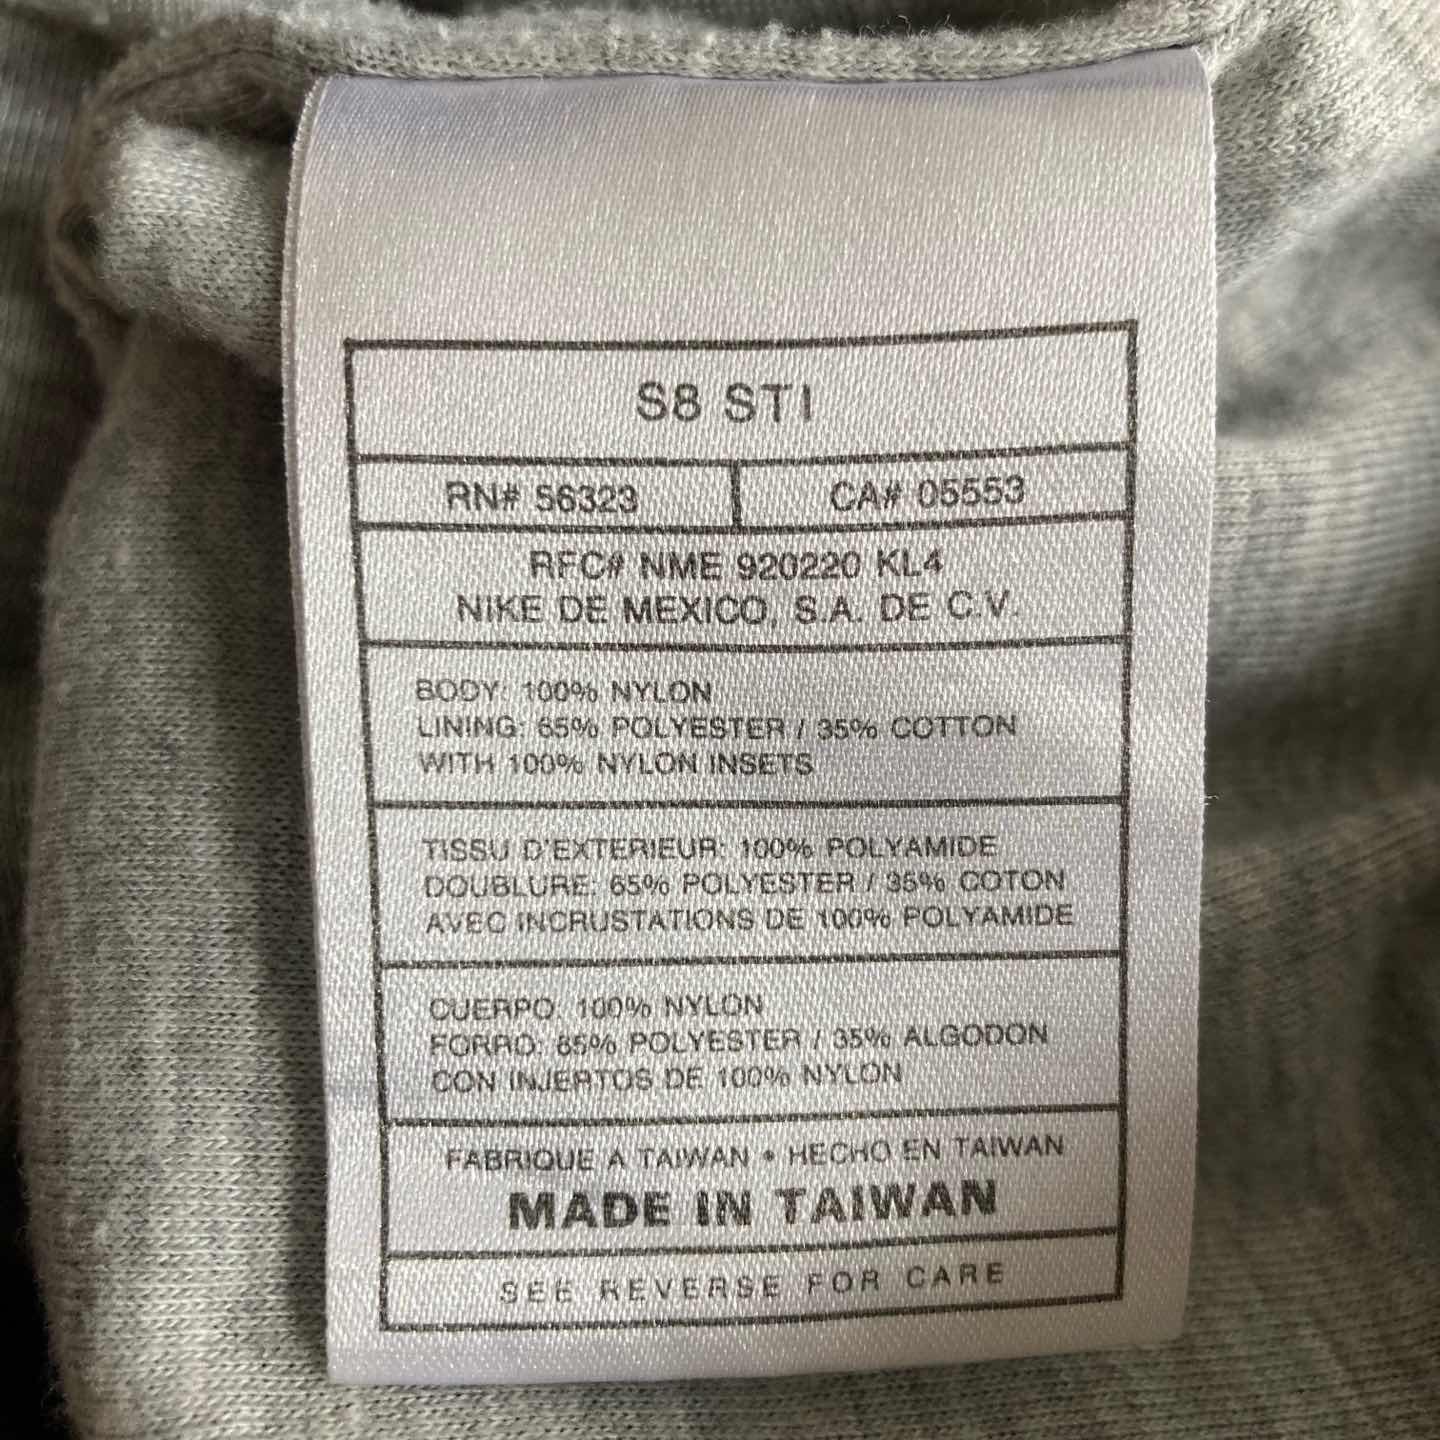 S8 STI
RN# 56323
CA# 05553
RFC# NME 920220 KL4
NIKE DE MEXICO, S.A. DE C.V.
BODY: 100% NYLON
LINING: 65% POLYESTER / 35% COTTON
WITH 100% NYLON INSETS
TISSU D'EXTERIEUR: 100% POLYAMIDE
DOUBLURE: 65% POLYESTER / 35% COTON
AVEC INCRUSTATIONS DE 100% POLYAMIDE
CUERPO: 100% NYLON
FORRO: 65% POLYESTER / 35% ALGODON
CON INJERTOS DE 100% NYLON
FABRIQUE A TAIWAN • HECHO EN TAIWAN
MADE IN TAIWAN
SEE REVERSE FOR CARE